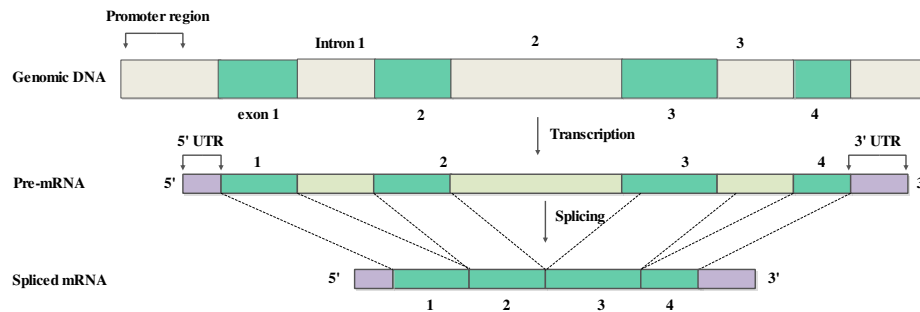 Promoter region
Intron 1
2
3
Genomic DNA
exon 1
2
3
4
Transcription
5' UTR
3' UTR
1
2
3
4
Pre-mRNA
5'
3
Splicing
Spliced mRNA
5'
3'
1
2
3
4